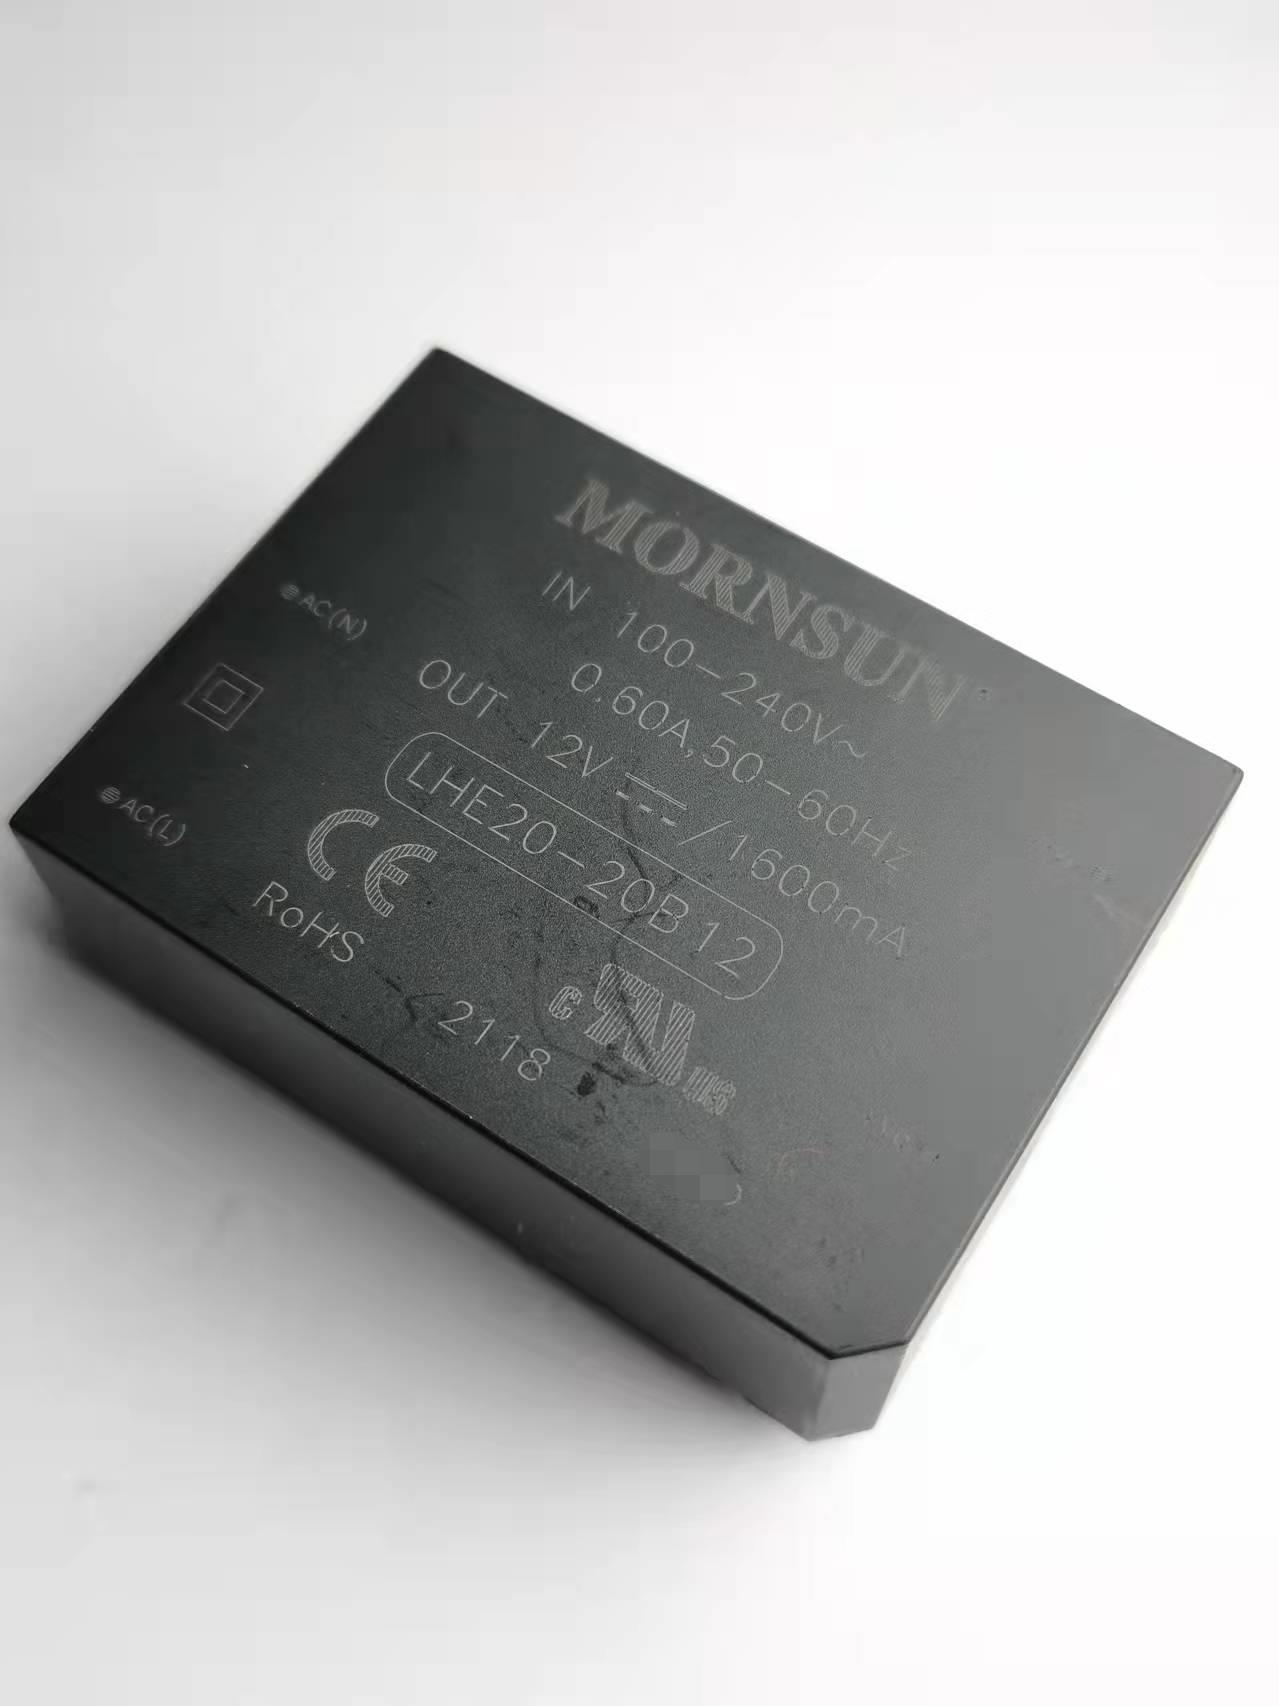 MORNSUN
IN 100-240V~
0.60A,50-60Hz
OUT 12V⎓/1600mA
LHE20-20B12
AC(N)
AC(L)
CE
RoHS
2118
c RU US